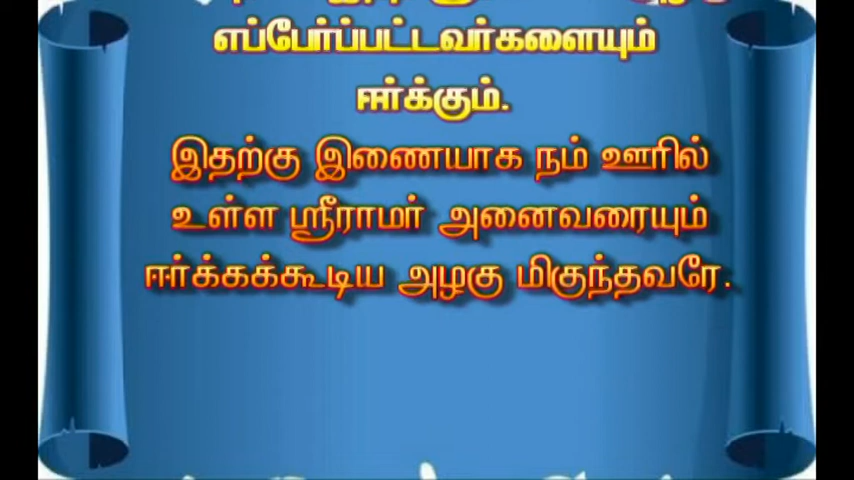 எப்பேர்ப்பட்டவர்களையும்
ஈர்க்கும்.
இதற்கு இணையாக நம் ஊரில்
உள்ள ஸ்ரீராமர் அனைவரையும்
ஈர்க்கக்கூடிய அழகு மிகுந்தவரே.